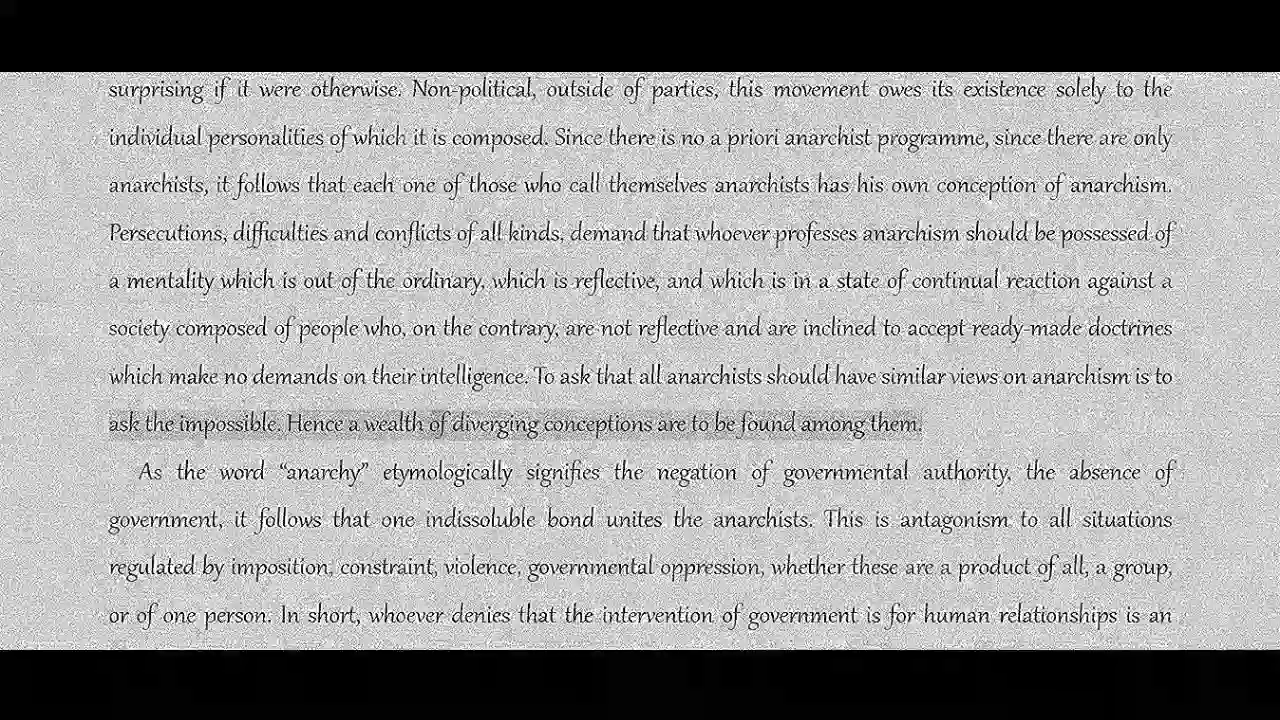 surprising if it were otherwise. Non-political, outside of parties, this movement owes its existence solely to the
individual personalities of which it is composed. Since there is no a priori anarchist programme, since there are only
anarchists, it follows that each one of those who call themselves anarchists has his own conception of anarchism.
Persecutions, difficulties and conflicts of all kinds, demand that whoever professes anarchism should be possessed of
a mentality which is out of the ordinary, which is reflective, and which is in a state of continual reaction against a
society composed of people who, on the contrary, are not reflective and are inclined to accept ready-made doctrines
which make no demands on their intelligence. To ask that all anarchists should have similar views on anarchism is to
ask the impossible. Hence a wealth of diverging conceptions are to be found among them.
As the word “anarchy” etymologically signifies the negation of governmental authority, the absence of
government, it follows that one indissoluble bond unites the anarchists. This is antagonism to all situations
regulated by imposition, constraint, violence, governmental oppression, whether these are a product of all, a group,
or of one person. In short, whoever denies that the intervention of government is for human relationships is an